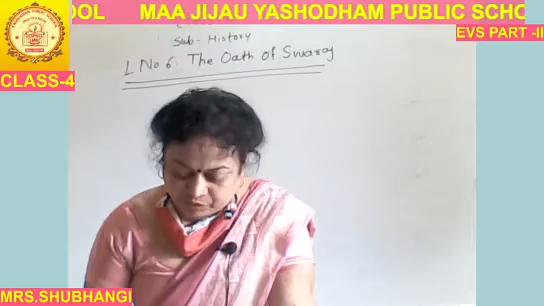 OOL MAA JIJAU YASHODHAM PUBLIC SCHO
EVS PART -II
Sub- History
L No 6. The Oath of Swaraj
CLASS-4
MRS.SHUBHANGI